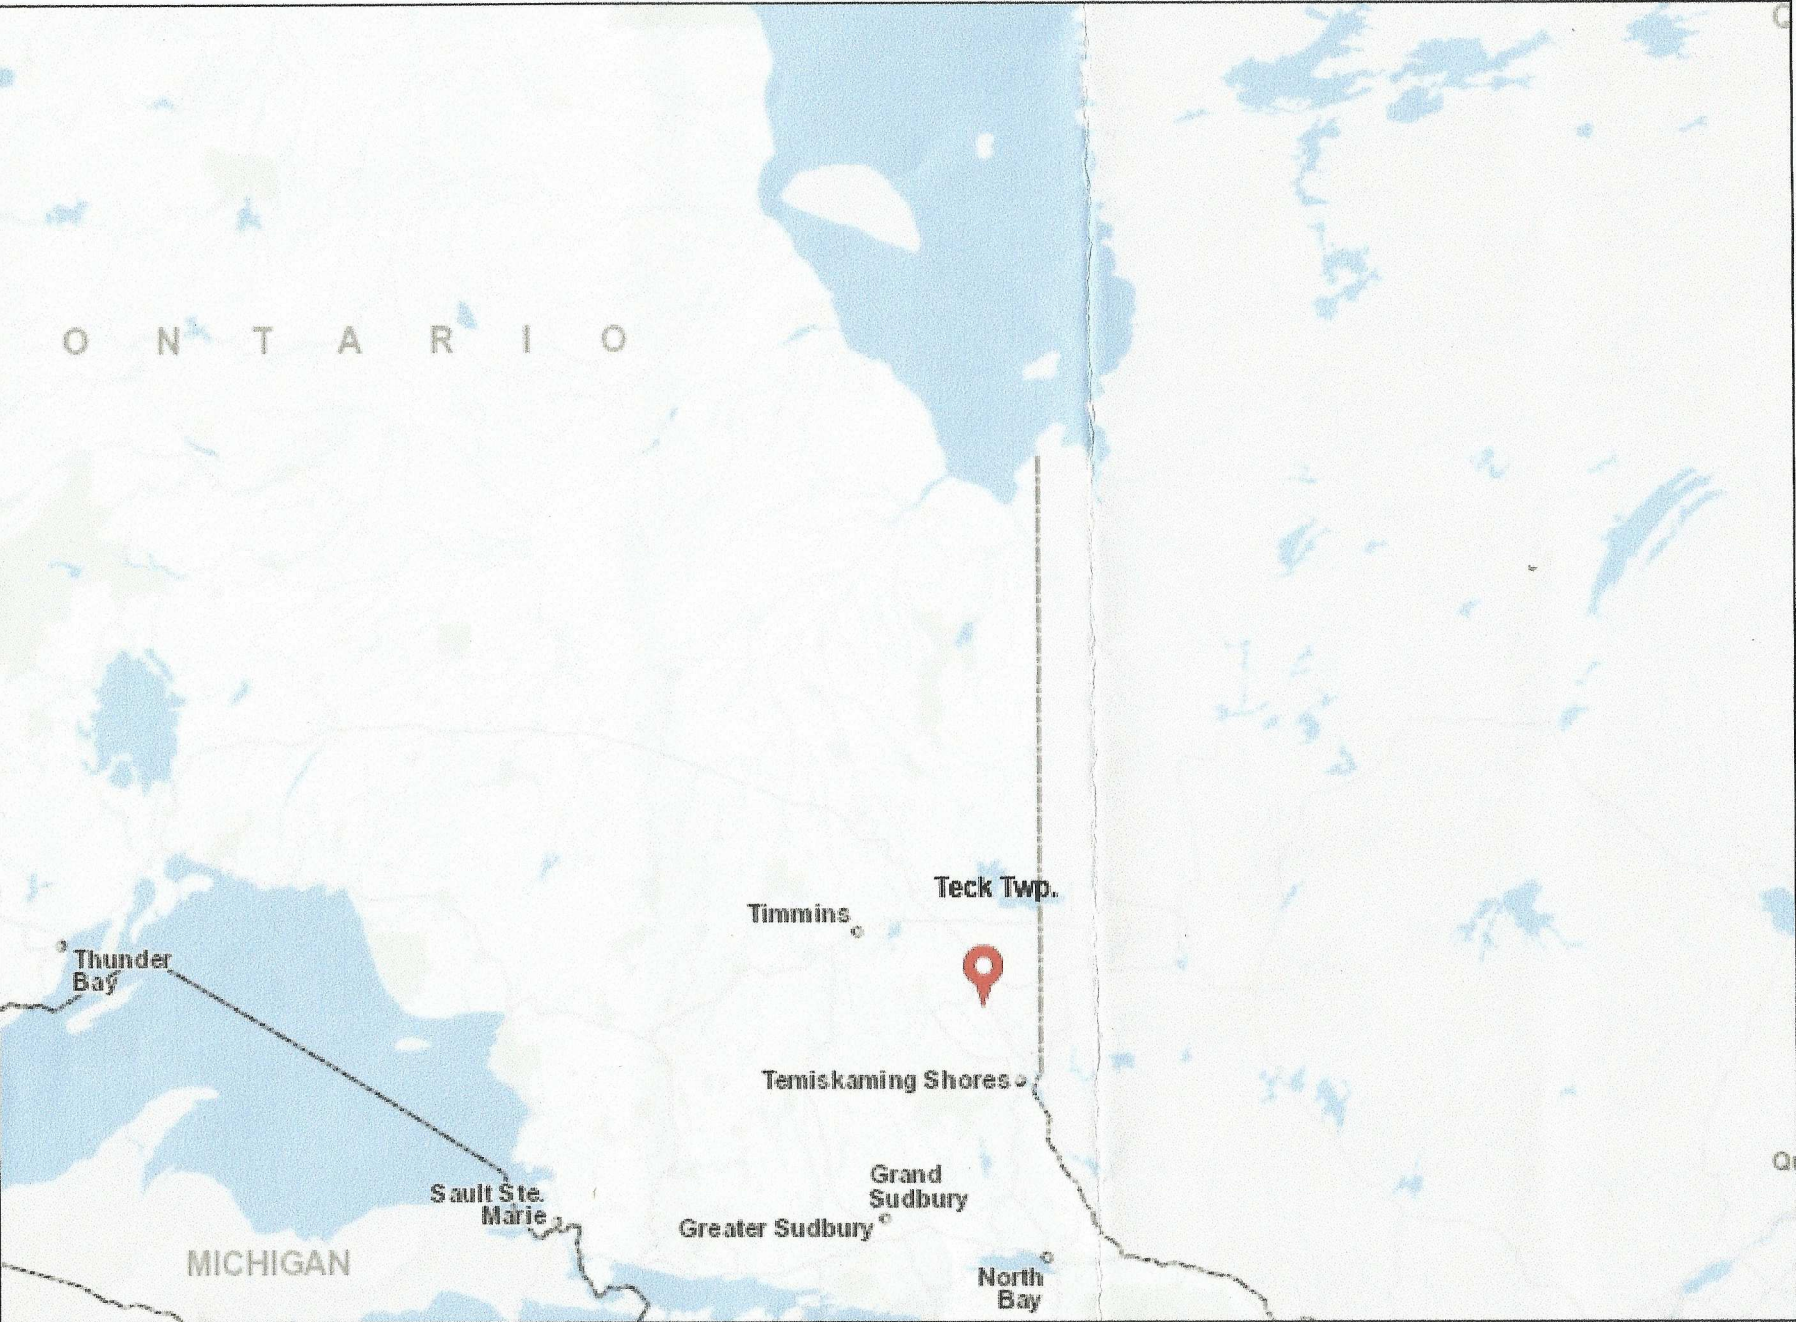 ONTARIO
Teck Twp.
Timmins
Thunder
Bay
Temiskaming Shores
Grand
Sudbury
Sault Ste.
Marie
Greater Sudbury
MICHIGAN
North
Bay